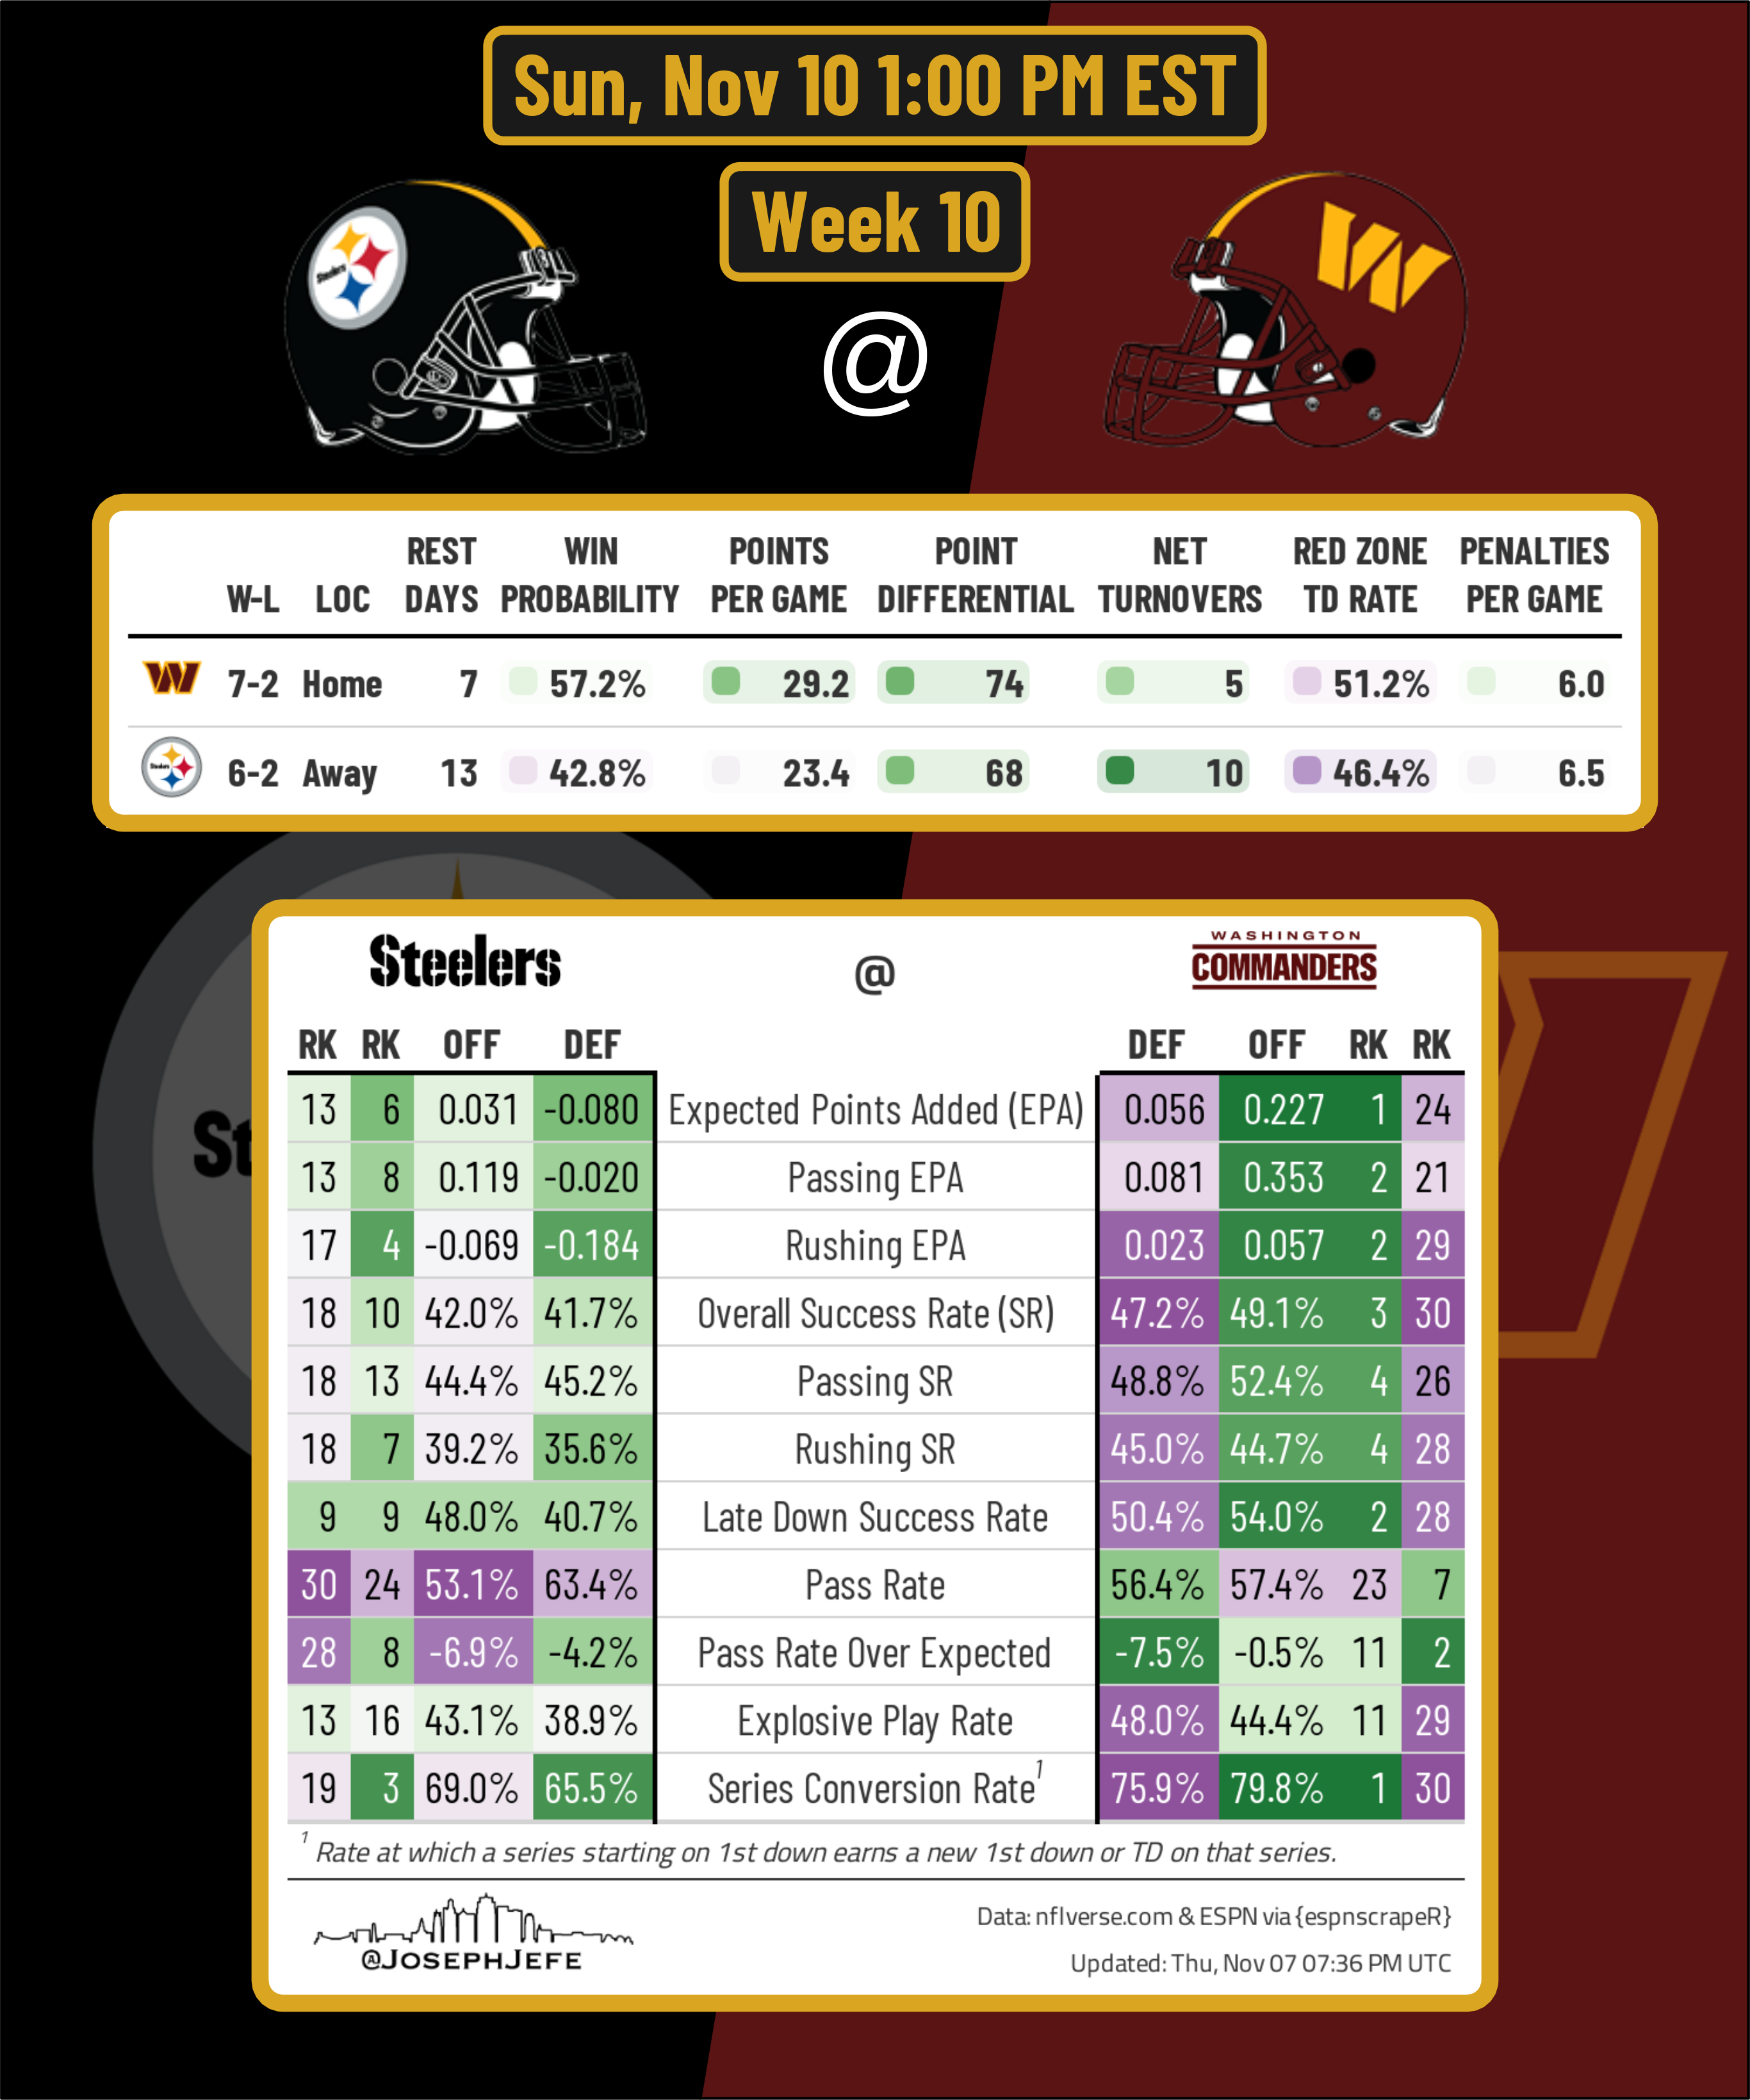 Sun, Nov 10 1:00 PM EST
Week 10
Steelers
@
W-L LOC REST DAYS WIN PROBABILITY POINTS PER GAME POINT DIFFERENTIAL NET TURNOVERS RED ZONE TD RATE PENALTIES PER GAME
7-2 Home 7 57.2% 29.2 74 5 51.2% 6.0
Steelers 6-2 Away 13 42.8% 23.4 68 10 46.4% 6.5
Steelers @ WASHINGTON COMMANDERS
RK RK OFF DEF DEF OFF RK RK
13 6 0.031 -0.080 Expected Points Added (EPA) 0.056 0.227 1 24
13 8 0.119 -0.020 Passing EPA 0.081 0.353 2 21
17 4 -0.069 -0.184 Rushing EPA 0.023 0.057 2 29
18 10 42.0% 41.7% Overall Success Rate (SR) 47.2% 49.1% 3 30
18 13 44.4% 45.2% Passing SR 48.8% 52.4% 4 26
18 7 39.2% 35.6% Rushing SR 45.0% 44.7% 4 28
9 9 48.0% 40.7% Late Down Success Rate 50.4% 54.0% 2 28
30 24 53.1% 63.4% Pass Rate 56.4% 57.4% 23 7
28 8 -6.9% -4.2% Pass Rate Over Expected -7.5% -0.5% 11 2
13 16 43.1% 38.9% Explosive Play Rate 48.0% 44.4% 11 29
19 3 69.0% 65.5% Series Conversion Rate¹ 75.9% 79.8% 1 30
¹ Rate at which a series starting on 1st down earns a new 1st down or TD on that series.
@JOSEPHJEFE
Data: nflverse.com & ESPN via {espnscrapeR}
Updated: Thu, Nov 07 07:36 PM UTC